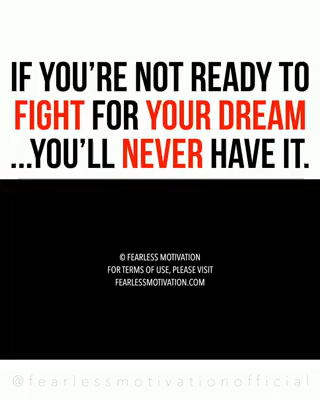 IF YOU'RE NOT READY TO
FIGHT FOR YOUR DREAM
...YOU'LL NEVER HAVE IT.
© FEARLESS MOTIVATION
FOR TERMS OF USE, PLEASE VISIT
FEARLESSMOTIVATION.COM
@fearlessmotivationofficial